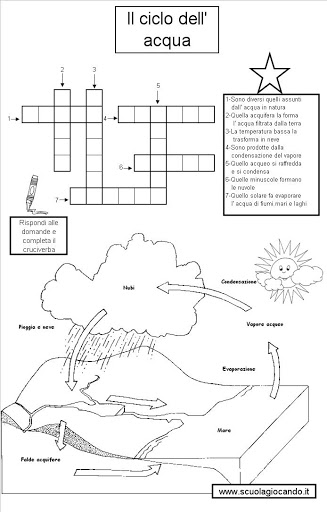 Il ciclo dell'
acqua
2
3
5
1
4
6
7
1-Sono diversi quelli assunti
dall' acqua in natura
2-Quella acquifera la forma
l' acqua filtrata dalla terra
3-La temperatura bassa la
trasforma in neve
4-Sono prodotte dalla
condensazione del vapore
5-Quello acqueo si raffredda
e si condensa
6-Quelle minuscole formano
le nuvole
7-Quello solare fa evaporare
l' acqua di fiumi mari e laghi
Rispondi alle
domande e
completa il
cruciverba
Condensazione
Nubi
Pioggia e neve
Vapore acqueo
Evaporazione
Mare
Falde acquifere
www.scuolagiocando.it